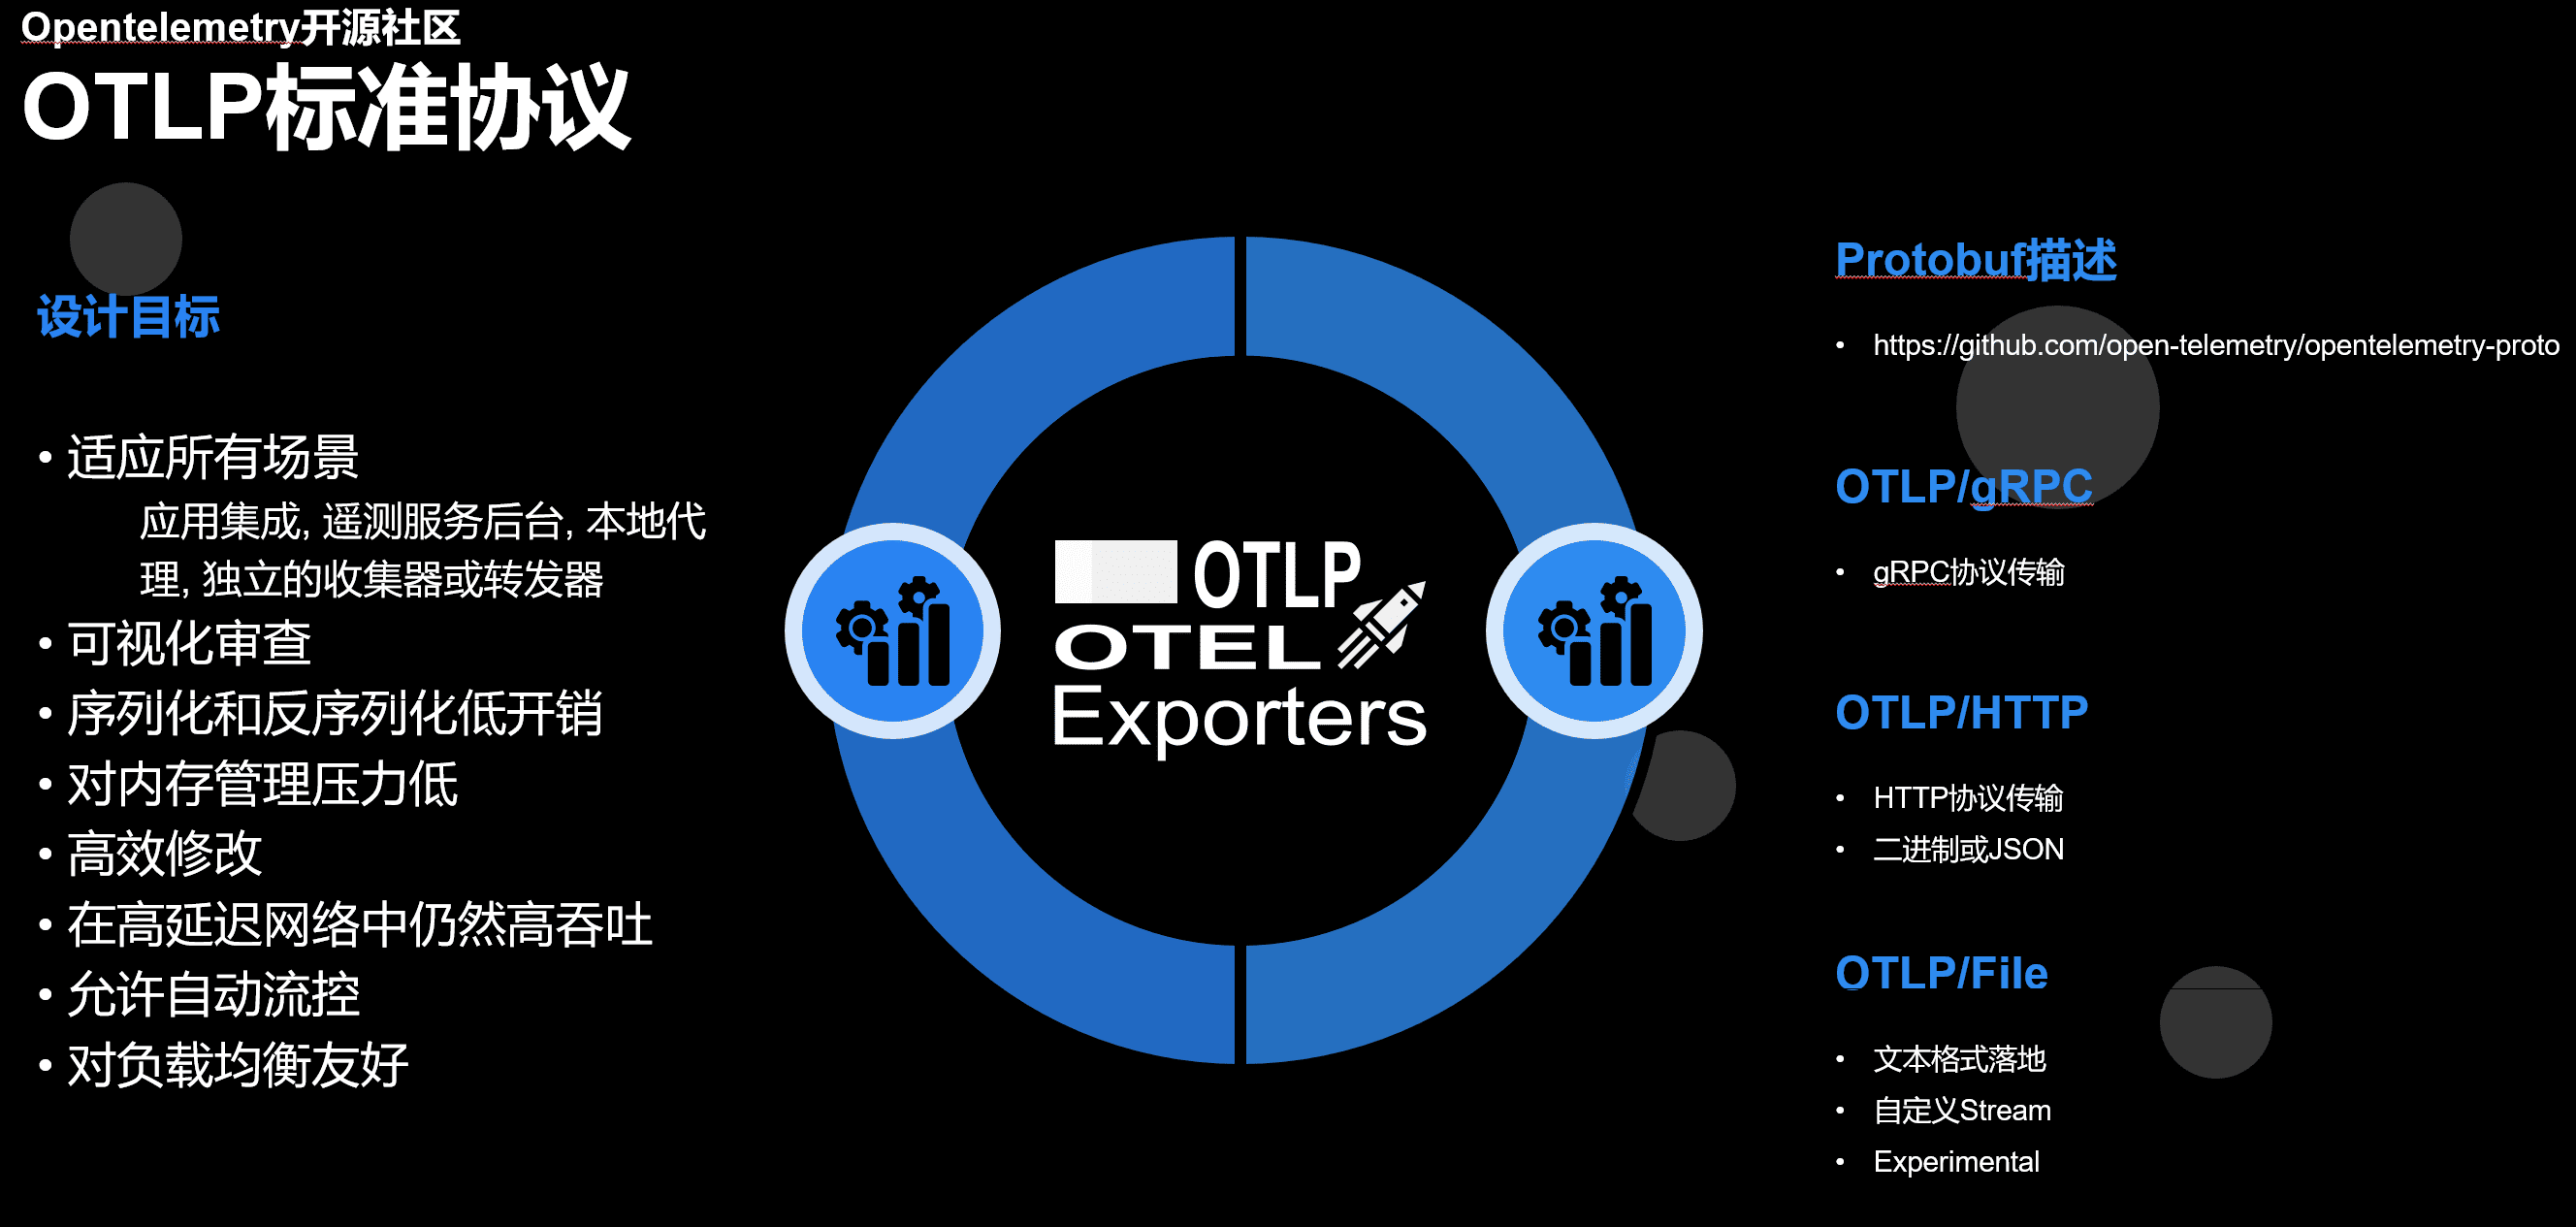 Opentelemetry开源社区
OTLP标准协议
设计目标
• 适应所有场景
应用集成, 遥测服务后台, 本地代
理, 独立的收集器或转发器
• 可视化审查
• 序列化和反序列化低开销
• 对内存管理压力低
• 高效修改
• 在高延迟网络中仍然高吞吐
• 允许自动流控
• 对负载均衡友好
OTLP
OTEL
Exporters
Protobuf描述
• https://github.com/open-telemetry/opentelemetry-proto
OTLP/gRPC
• gRPC协议传输
OTLP/HTTP
• HTTP协议传输
• 二进制或JSON
OTLP/File
• 文本格式落地
• 自定义Stream
• Experimental